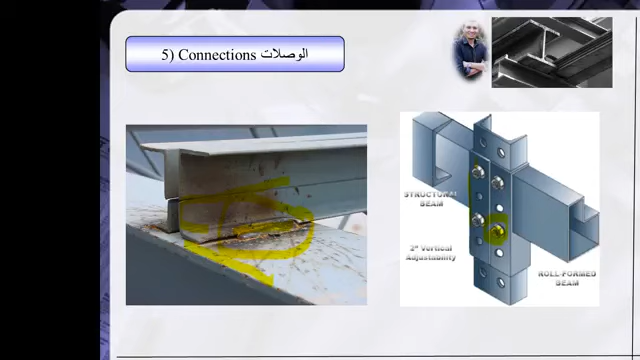 5) Connections الوصلات
STRUCTURAL
BEAM
2" Vertical
Adjustability
ROLL-FORMED
BEAM